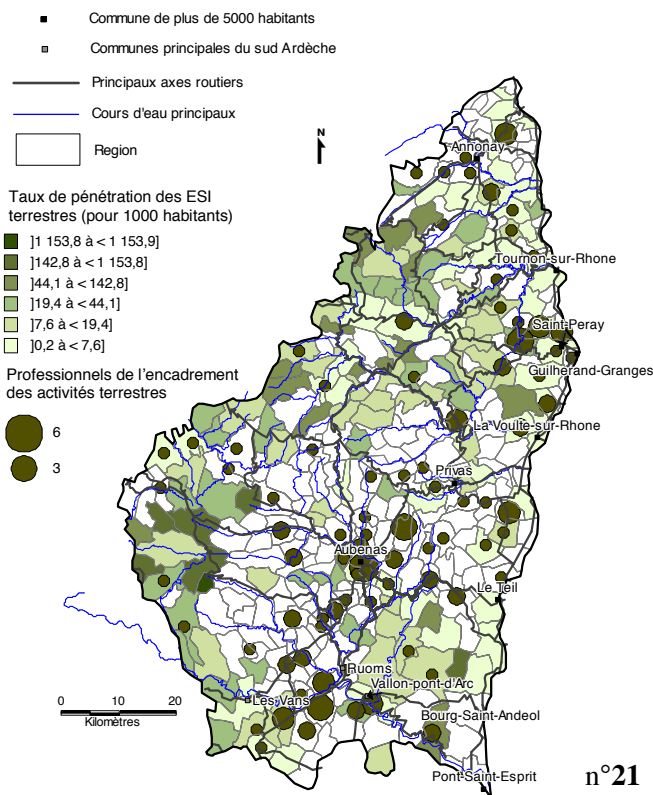 Commune de plus de 5000 habitants
Communes principales du sud Ardèche
Principaux axes routiers
Cours d'eau principaux
Region
N
Taux de pénétration des ESI
terrestres (pour 1000 habitants)
]1 153,8 à < 1 153,9]
]142,8 à < 1 153,8]
]44,1 à < 142,8]
]19,4 à < 44,1]
]7,6 à < 19,4]
]0,2 à < 7,6]
Professionnels de l'encadrement
des activités terrestres
6
3
Annonay
Tournon-sur-Rhone
Saint-Peray
Guilherand-Granges
La Voulte-sur-Rhone
Privas
Aubenas
Le Teil
Ruoms
Vallon-pont-d'Arc
Les Vans
Bourg-Saint-Andeol
Pont-Saint-Esprit
0 10 20
Kilomètres
n°21